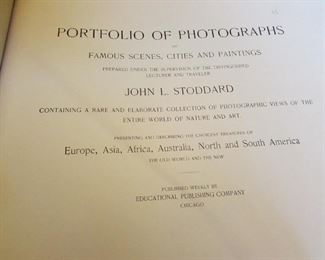 PORTFOLIO OF PHOTOGRAPHS
OF
FAMOUS SCENES, CITIES AND PAINTINGS
PREPARED UNDER THE SUPERVISION OF THE DISTINGUISHED
LECTURER AND TRAVELER
JOHN L. STODDARD
CONTAINING A RARE AND ELABORATE COLLECTION OF PHOTOGRAPHIC VIEWS OF THE
ENTIRE WORLD OF NATURE AND ART.
PRESENTING AND DESCRIBING THE CHOICEST TREASURES OF
Europe, Asia, Africa, Australia, North and South America
THE OLD WORLD AND THE NEW
PUBLISHED WEEKLY BY
EDUCATIONAL PUBLISHING COMPANY
CHICAGO